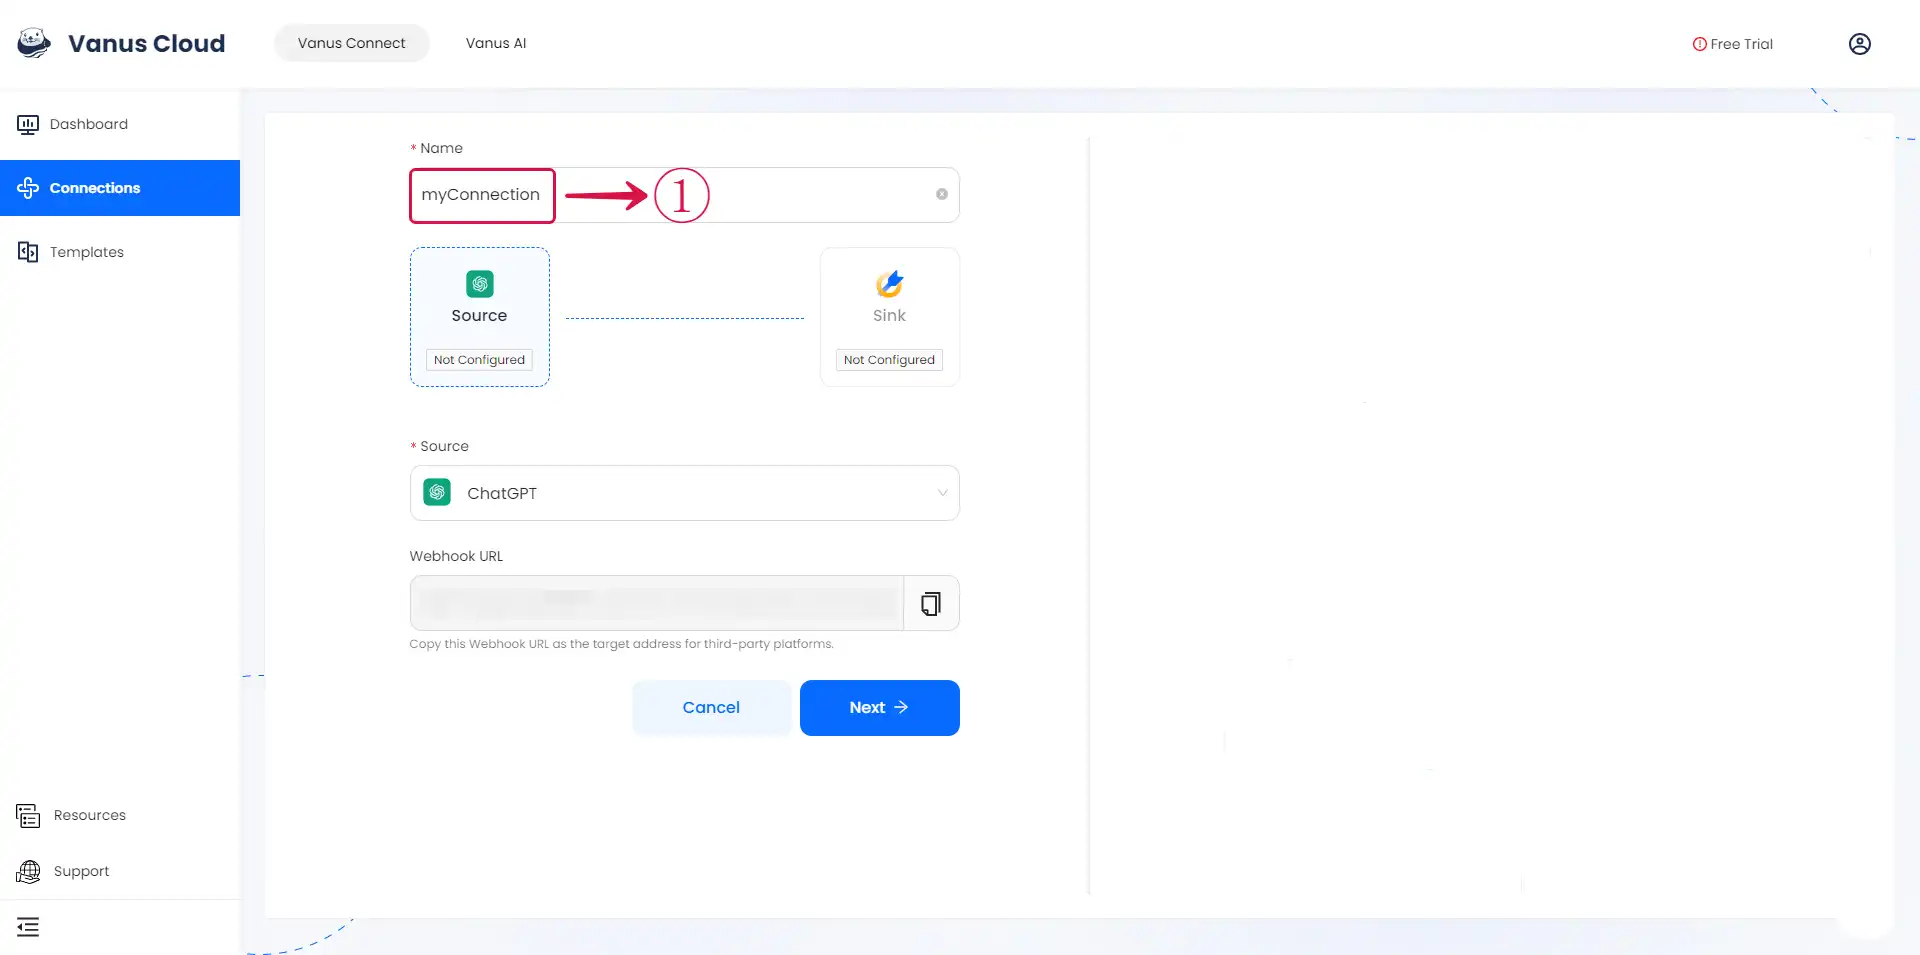 Vanus Cloud
Vanus Connect
Vanus AI
Free Trial
Dashboard
Connections
Templates
Resources
Support
* Name
myConnection
1
Source
Not Configured
Sink
Not Configured
* Source
ChatGPT
Webhook URL
Copy this Webhook URL as the target address for third-party platforms.
Cancel
Next →